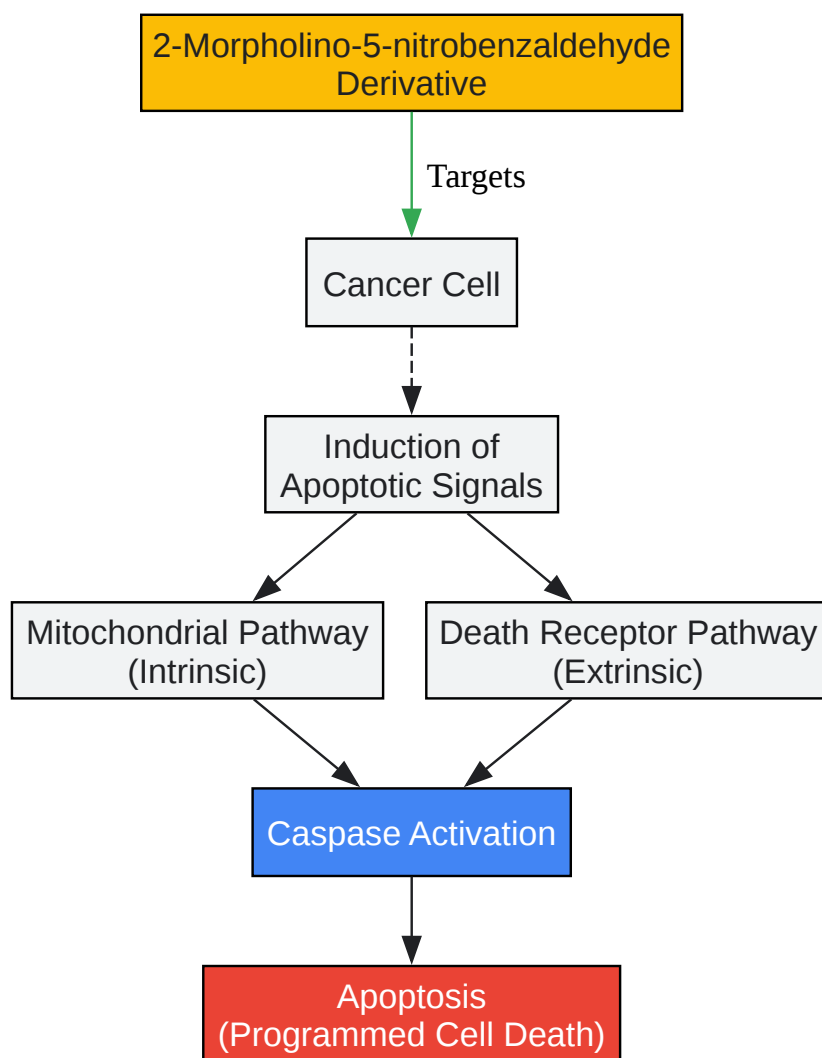 2-Morpholino-5-nitrobenzaldehyde
Derivative
Targets
Cancer Cell
Induction of
Apoptotic Signals
Mitochondrial Pathway
(Intrinsic)
Death Receptor Pathway
(Extrinsic)
Caspase Activation
Apoptosis
(Programmed Cell Death)